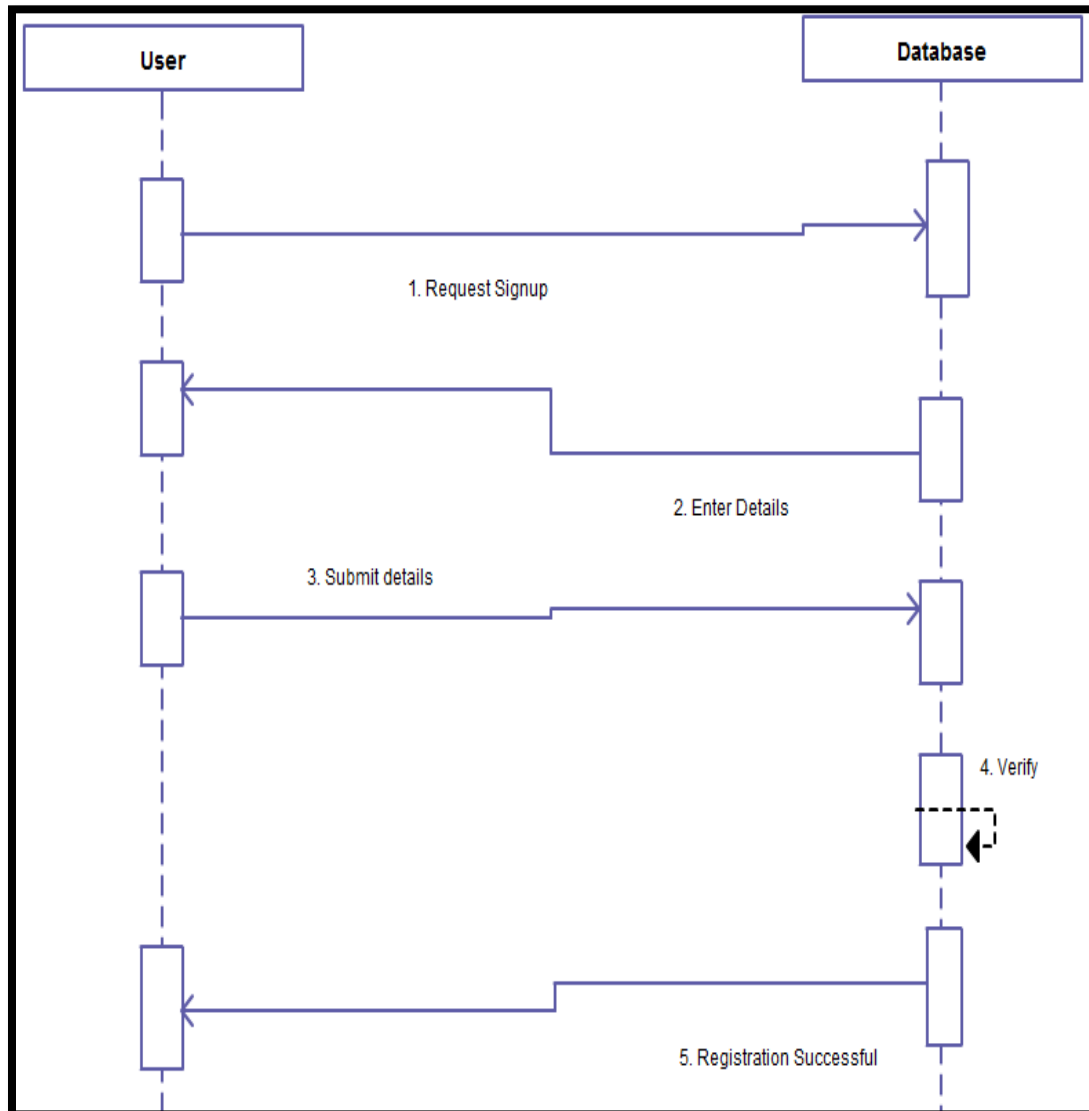 User
Database
1. Request Signup
2. Enter Details
3. Submit details
4. Verify
5. Registration Successful